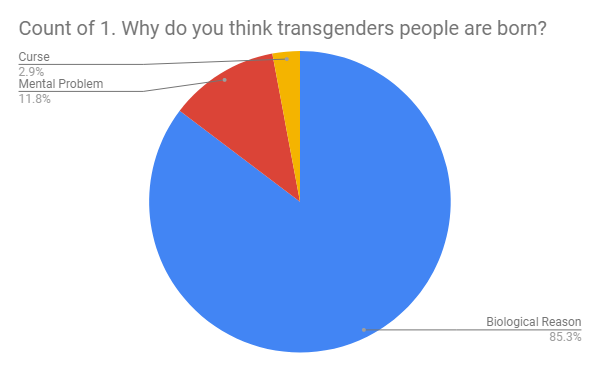 Count of 1. Why do you think transgenders people are born?
Curse
2.9%
Mental Problem
11.8%
Biological Reason
85.3%